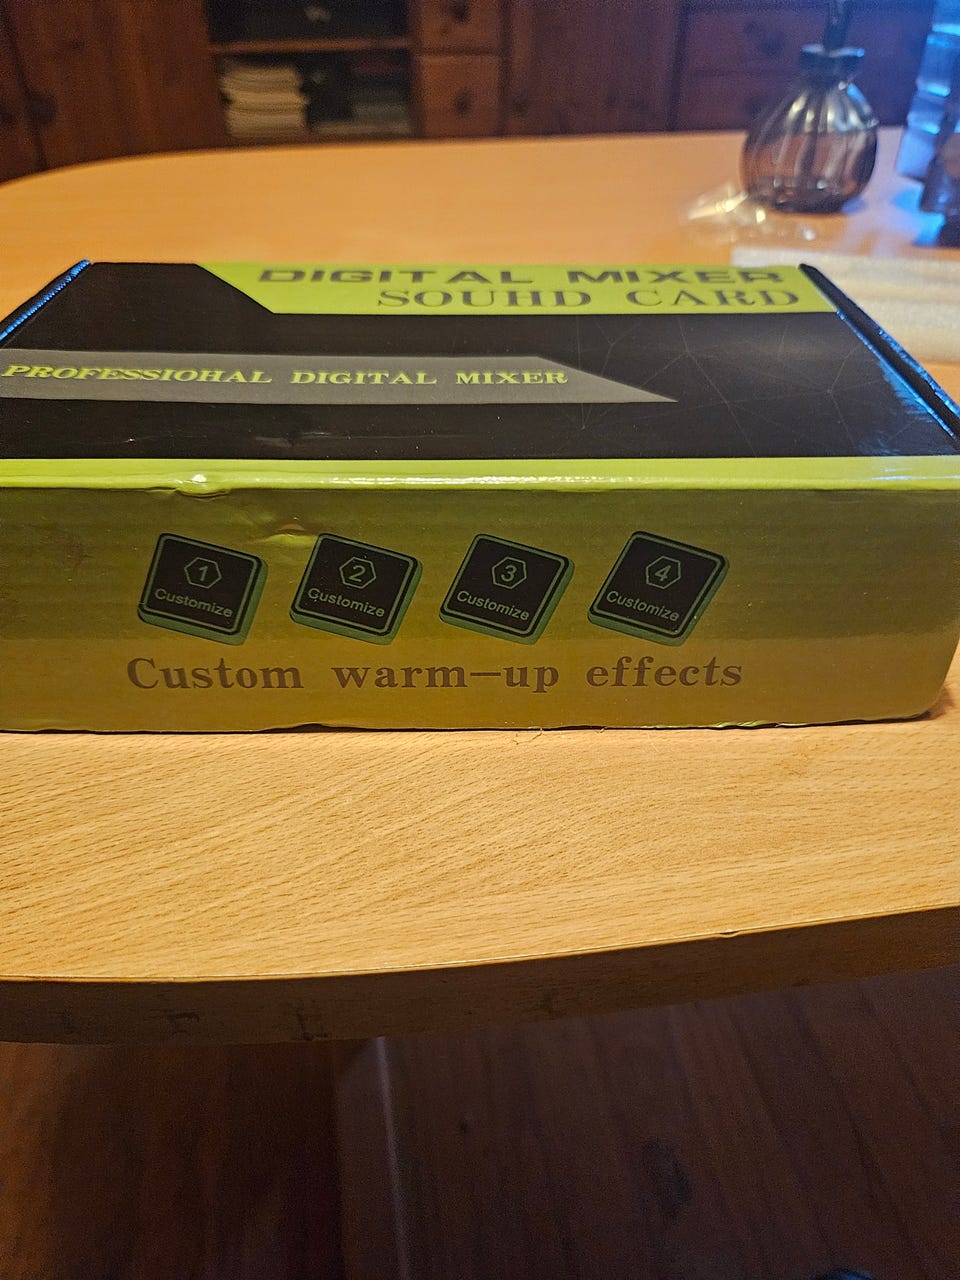 DIGITAL MIXER
SOUHD CARD
PROFESSIOHAL DIGITAL MIXER
1 2 3 4
Customize Customize Customize Customize
Custom warm-up effects